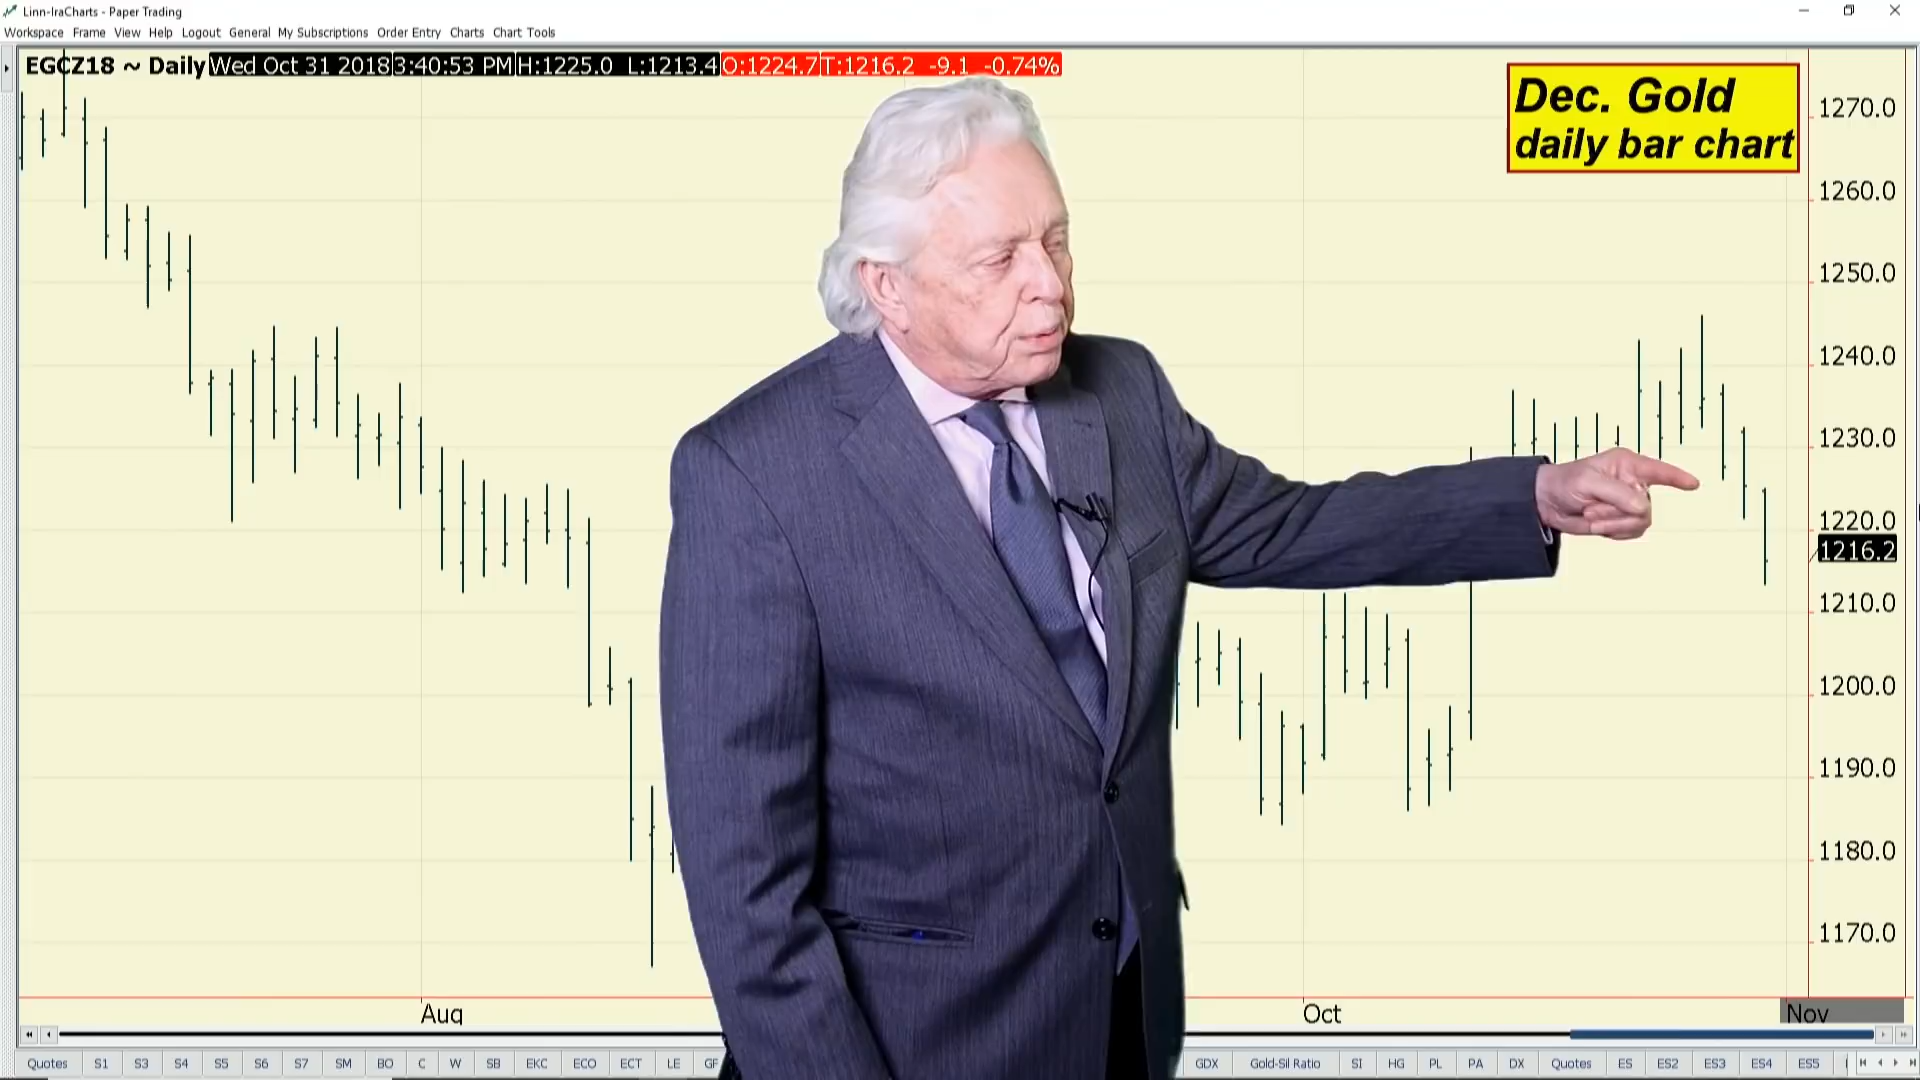 Linn-IraCharts - Paper Trading
Workspace Frame View Help Logout General My Subscriptions Order Entry Charts Chart Tools
EGCZ18 ~ Daily Wed Oct 31 2018 3:40:53 PM H:1225.0 L:1213.4 O:1224.7 T:1216.2 -9.1 -0.74%
Dec. Gold
daily bar chart
1270.0
1260.0
1250.0
1240.0
1230.0
1220.0
1216.2
1210.0
1200.0
1190.0
1180.0
1170.0
Aug Oct Nov
Quotes S1 S3 S4 S5 S6 S7 SM BO C W SB EKC ECO ECT LE GF GDX Gold-Sil Ratio SI HG PL PA DX Quotes ES ES2 ES3 ES4 ES5